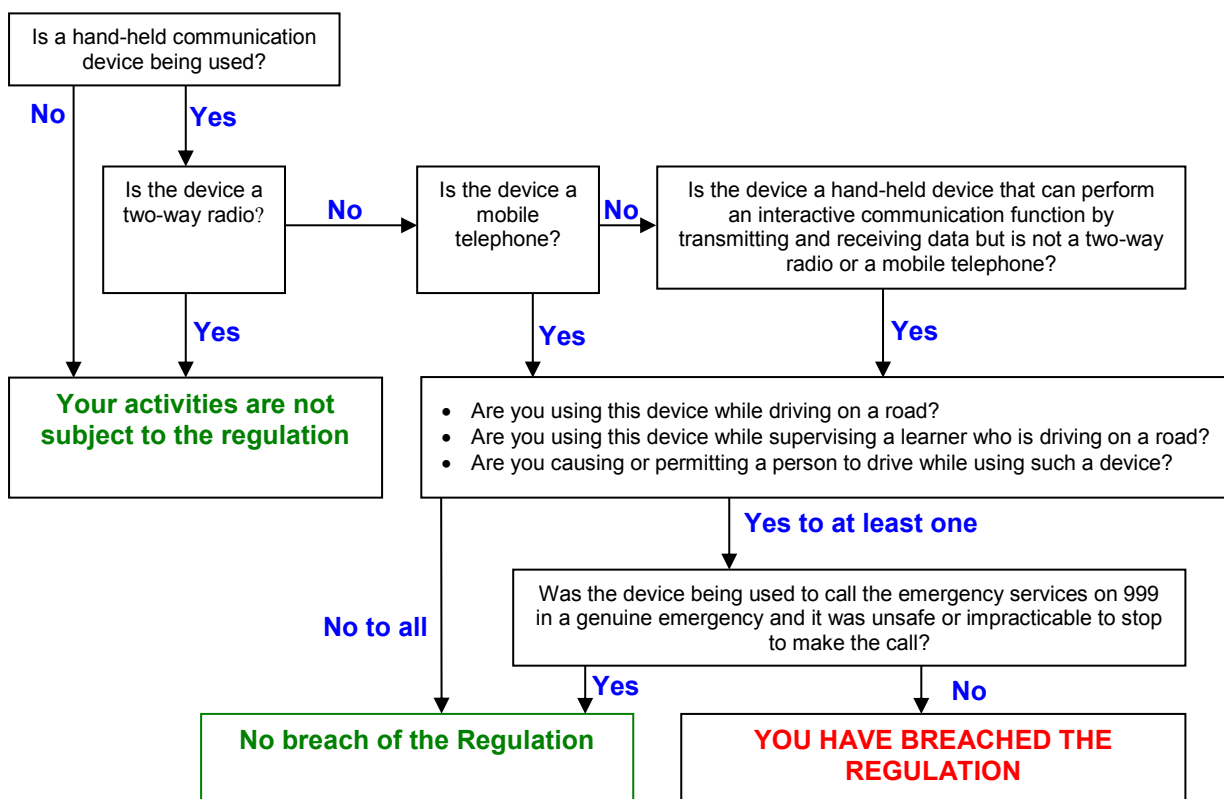 Is a hand-held communication
device being used?
No
Yes
Is the device a
two-way radio?
No
Is the device a
mobile
telephone?
No
Is the device a hand-held device that can perform
an interactive communication function by
transmitting and receiving data but is not a two-way
radio or a mobile telephone?
Yes
Yes
Yes
Your activities are not
subject to the regulation
• Are you using this device while driving on a road?
• Are you using this device while supervising a learner who is driving on a road?
• Are you causing or permitting a person to drive while using such a device?
Yes to at least one
Was the device being used to call the emergency services on 999
in a genuine emergency and it was unsafe or impracticable to stop
to make the call?
No to all
Yes
No
No breach of the Regulation
YOU HAVE BREACHED THE
REGULATION